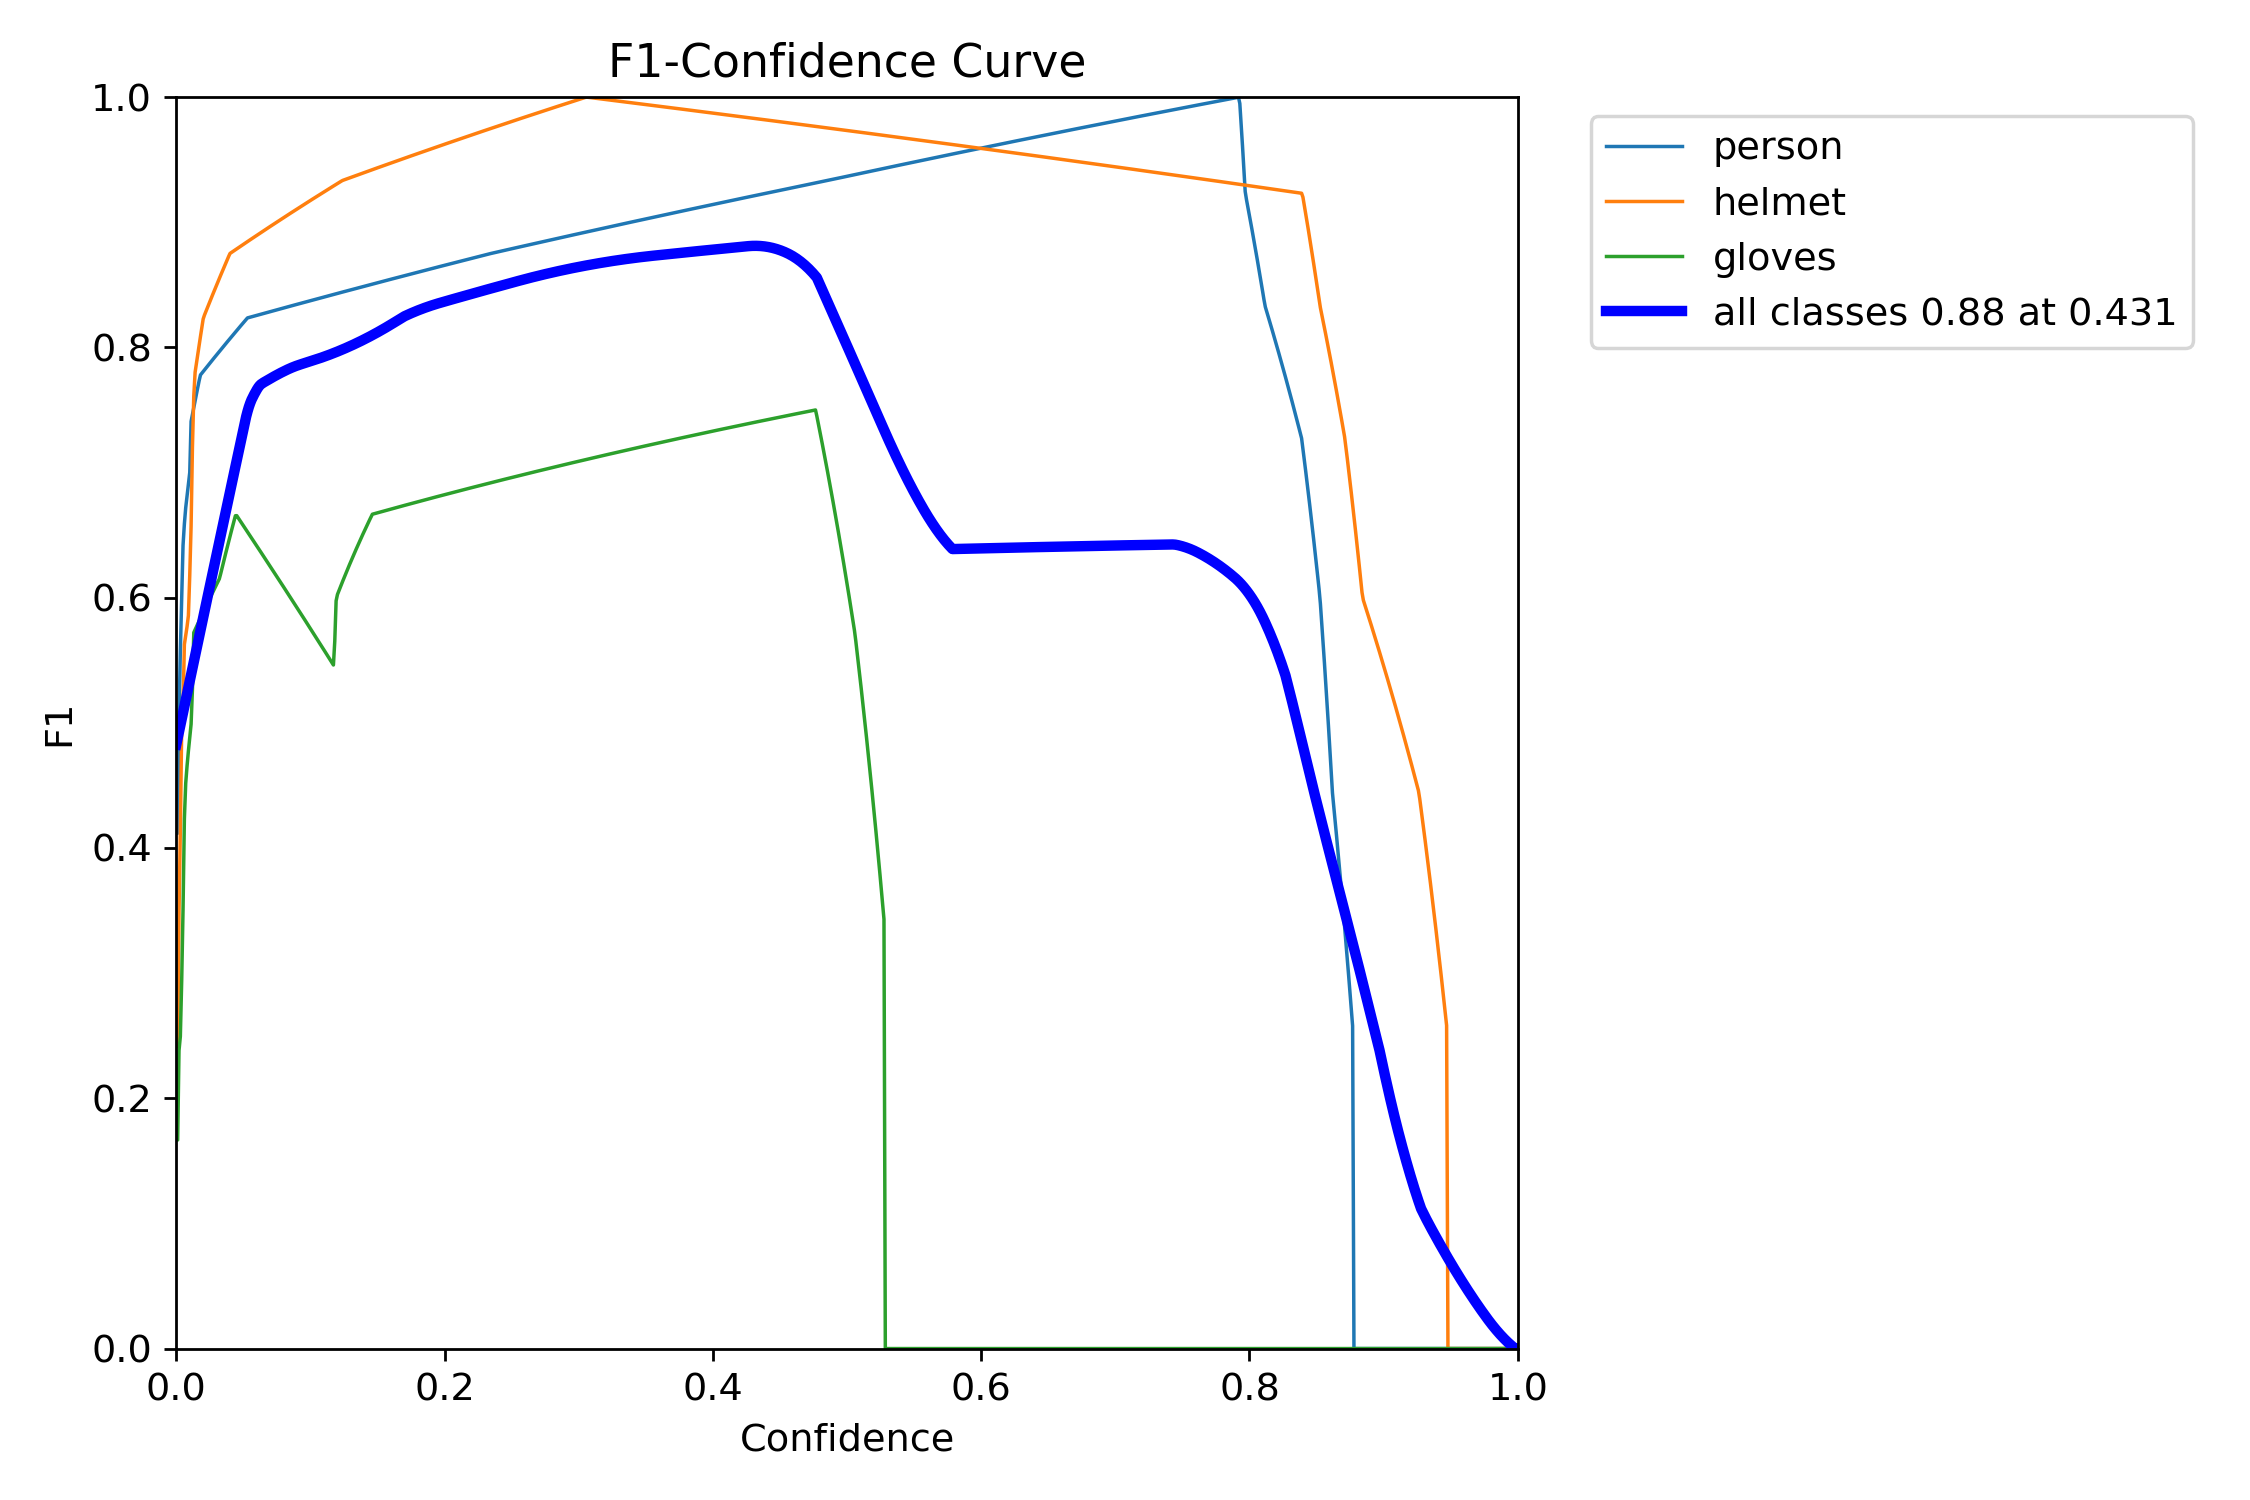 F1-Confidence Curve
1.0
0.8
0.6
0.4
0.2
0.0
F1
0.0 0.2 0.4 0.6 0.8 1.0
Confidence
person
helmet
gloves
all classes 0.88 at 0.431